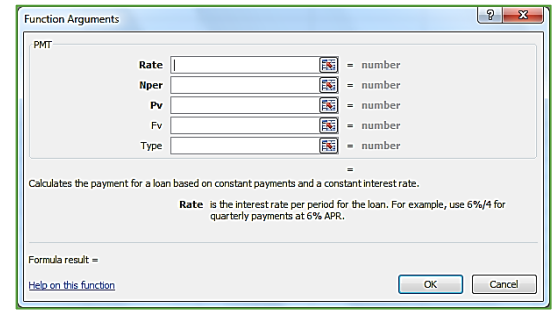 Function Arguments
PMT
Rate = number
Nper = number
Pv = number
Fv = number
Type = number
=
Calculates the payment for a loan based on constant payments and a constant interest rate.
Rate is the interest rate per period for the loan. For example, use 6%/4 for
quarterly payments at 6% APR.
Formula result =
Help on this function OK Cancel